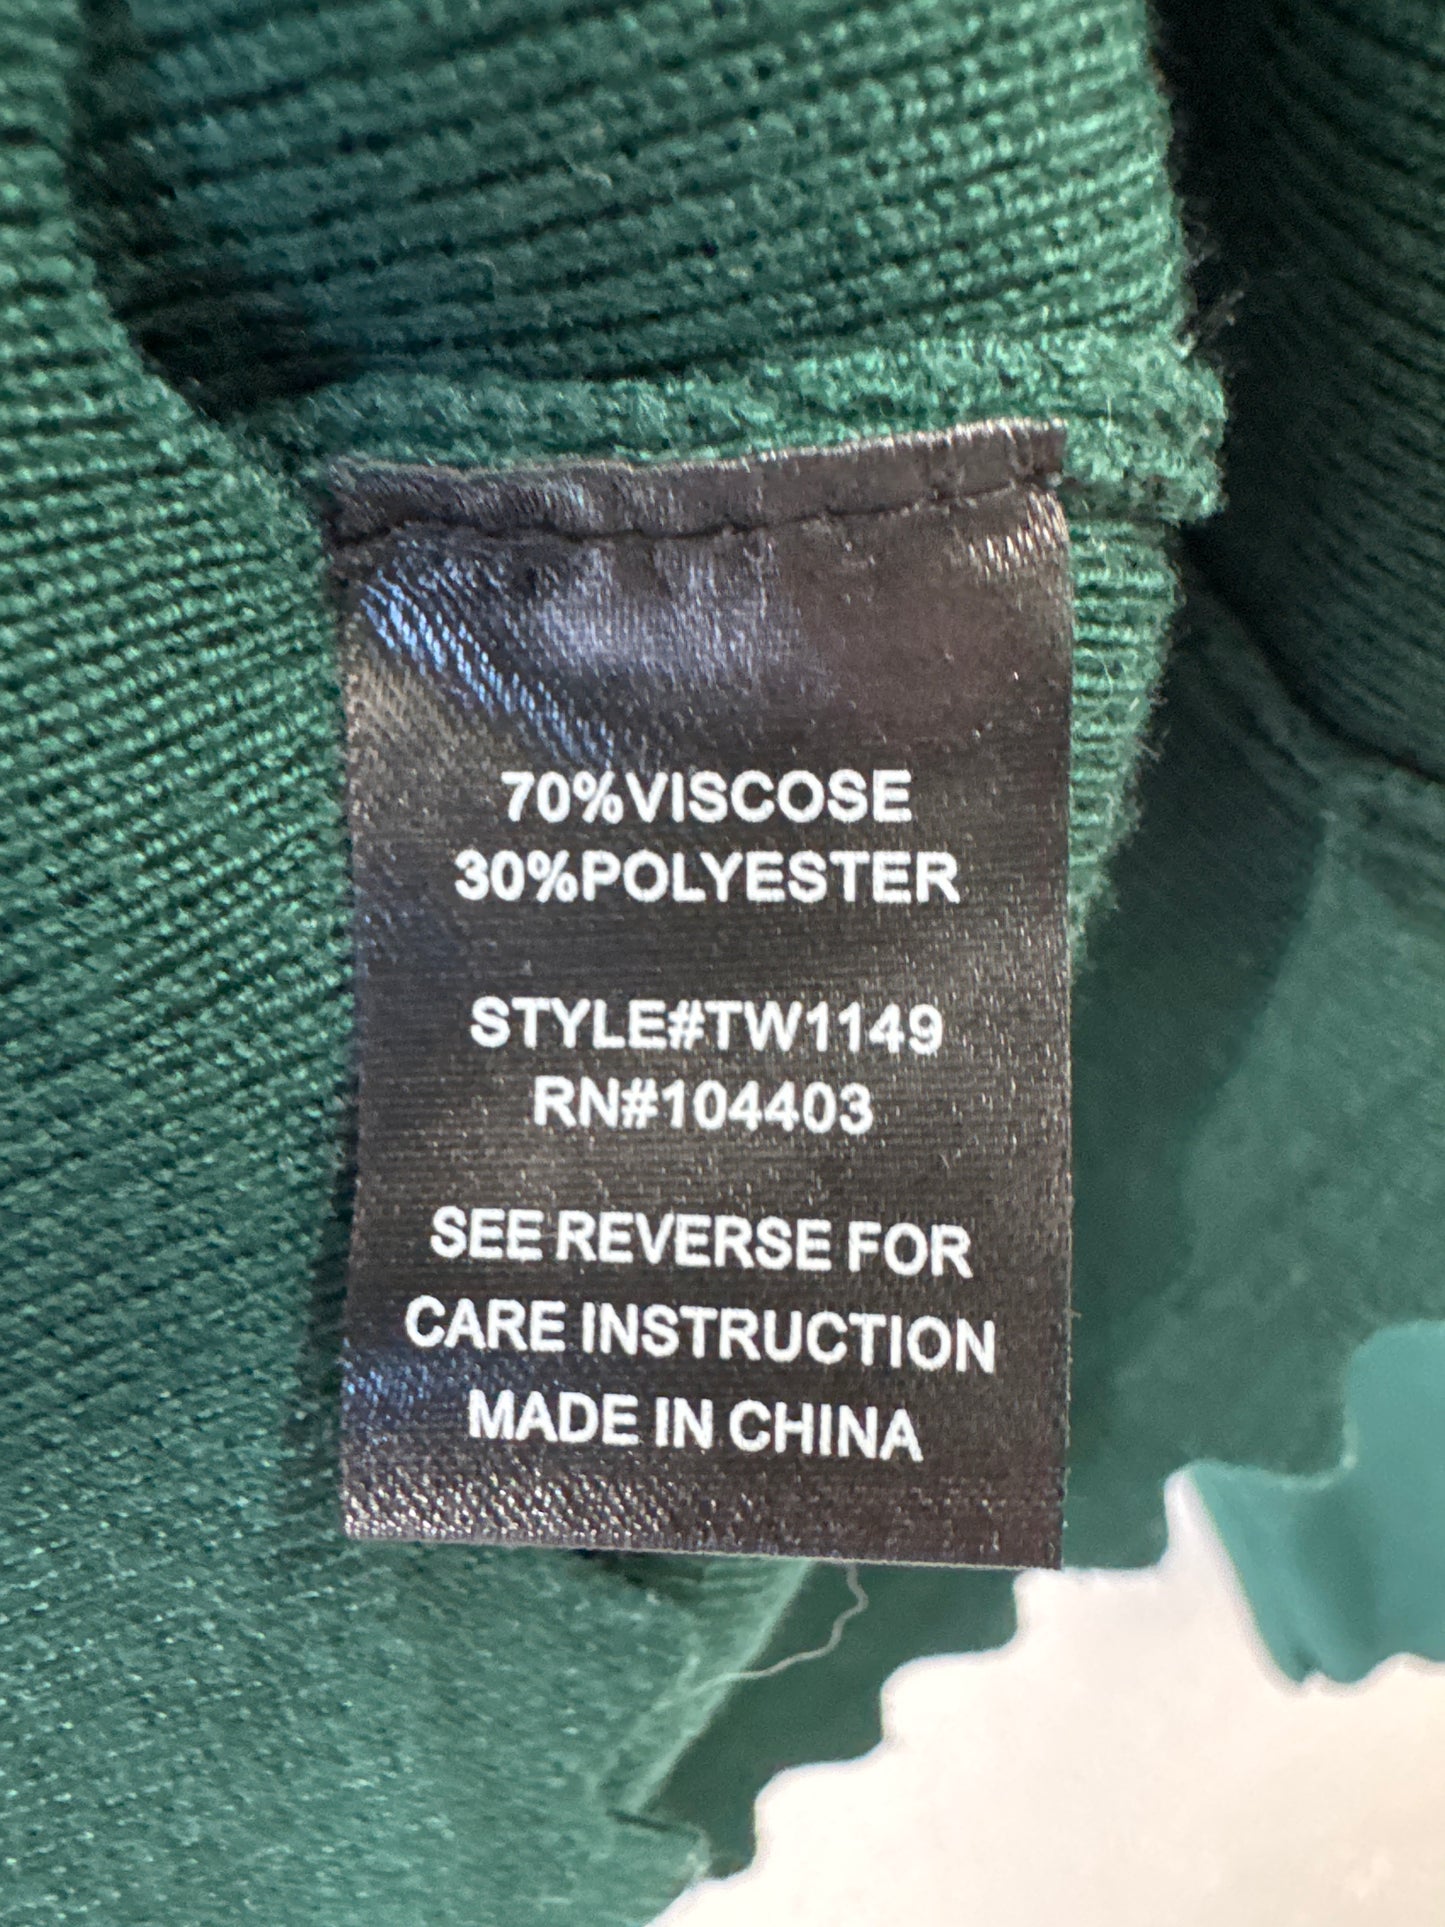 70%VISCOSE
30%POLYESTER
STYLE#TW1149
RN#104403
SEE REVERSE FOR
CARE INSTRUCTION
MADE IN CHINA